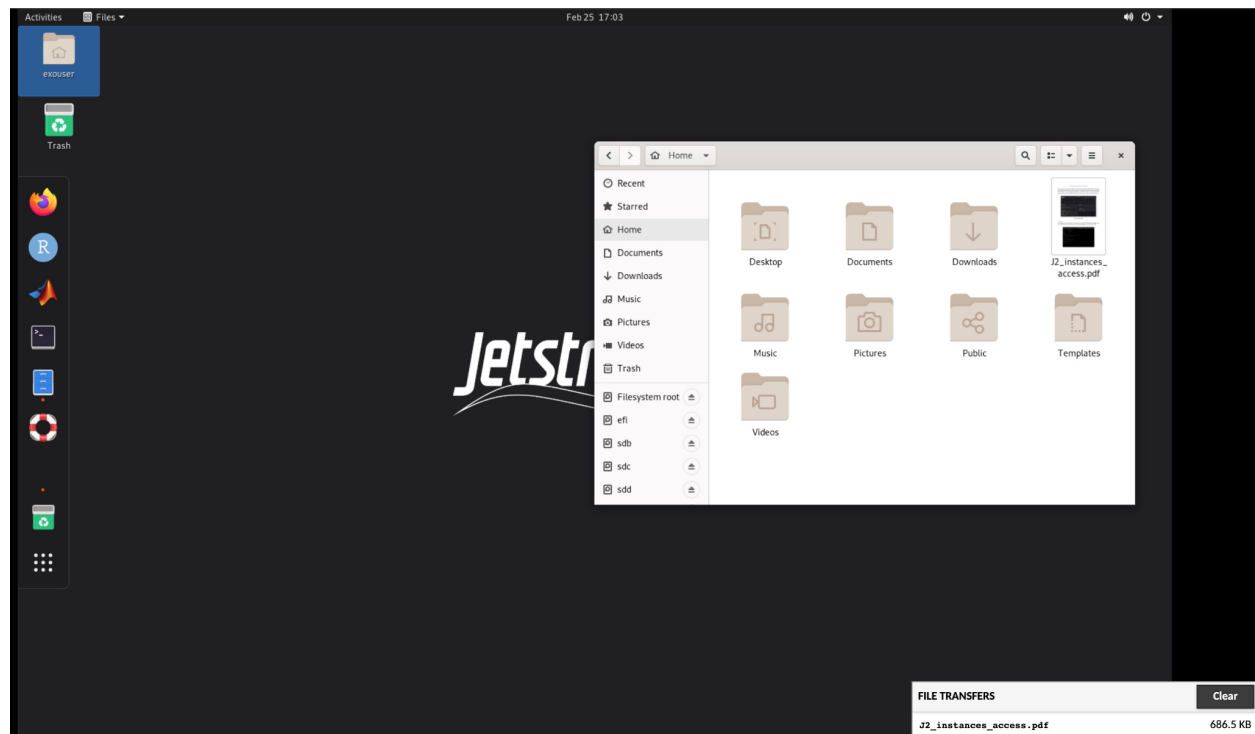 Activities Files Feb 25 17:03
exouser
Trash
R
Home
Recent
Starred
Home
Documents
Downloads
Music
Pictures
Videos
Trash
Filesystem root
efi
sdb
sdc
sdd
Desktop Documents Downloads J2_instances_
access.pdf
Music Pictures Public Templates
Videos
FILE TRANSFERS Clear
J2_instances_access.pdf 686.5 KB